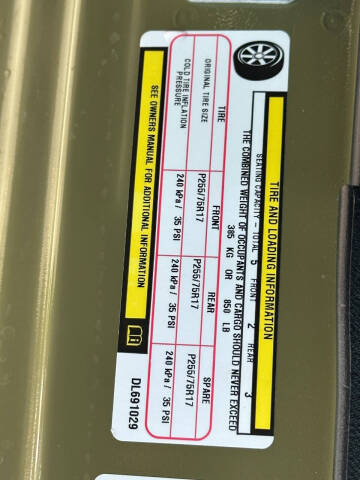 TIRE AND LOADING INFORMATION
SEATING CAPACITY - TOTAL 5 FRONT 2 REAR 3
THE COMBINED WEIGHT OF OCCUPANTS AND CARGO SHOULD NEVER EXCEED
385 KG OR 850 LB
TIRE FRONT REAR SPARE
ORIGINAL TIRE SIZE P255/75R17 P255/75R17 P255/75R17
COLD TIRE INFLATION
PRESSURE 240 kPa / 35 PSI 240 kPa / 35 PSI 240 kPa / 35 PSI
SEE OWNERS MANUAL FOR ADDITIONAL INFORMATION
DL691029